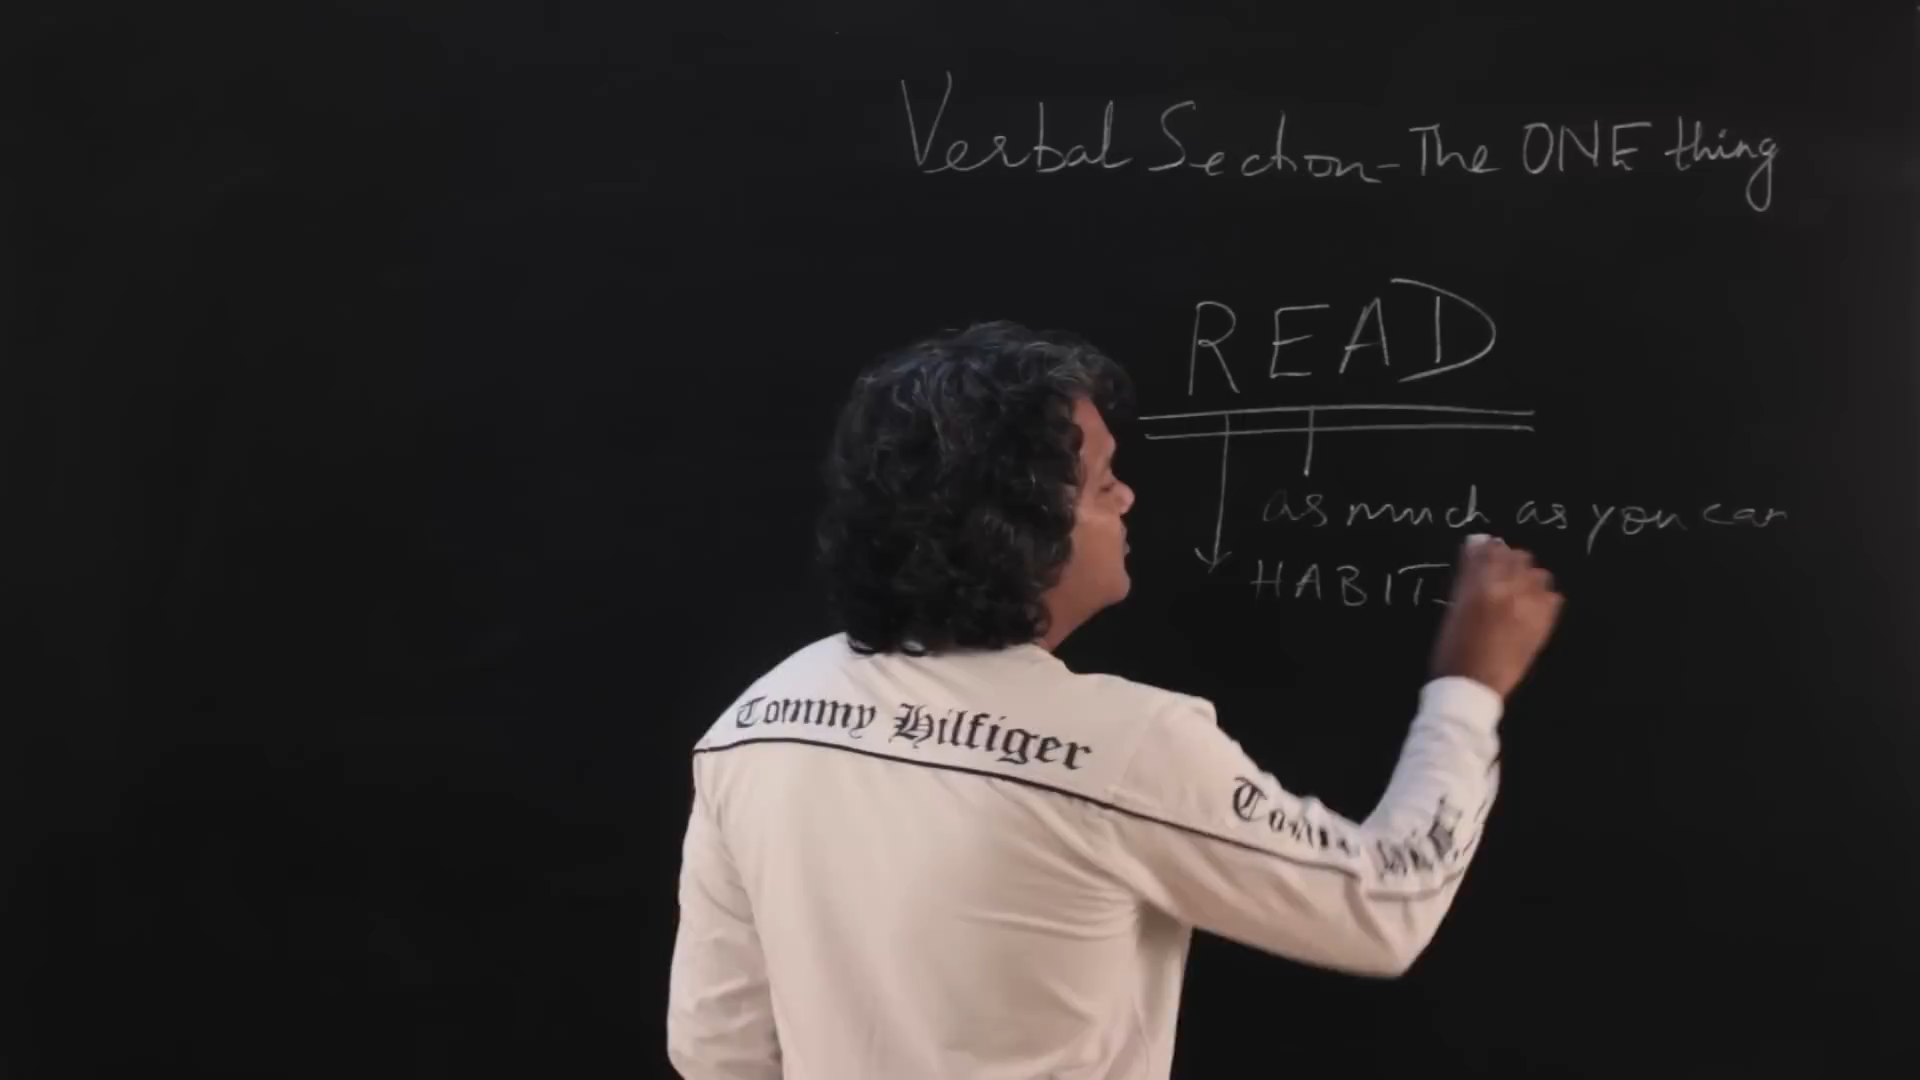 Verbal Section - The ONE thing
READ
as much as you can
HABIT
Tommy Hilfiger